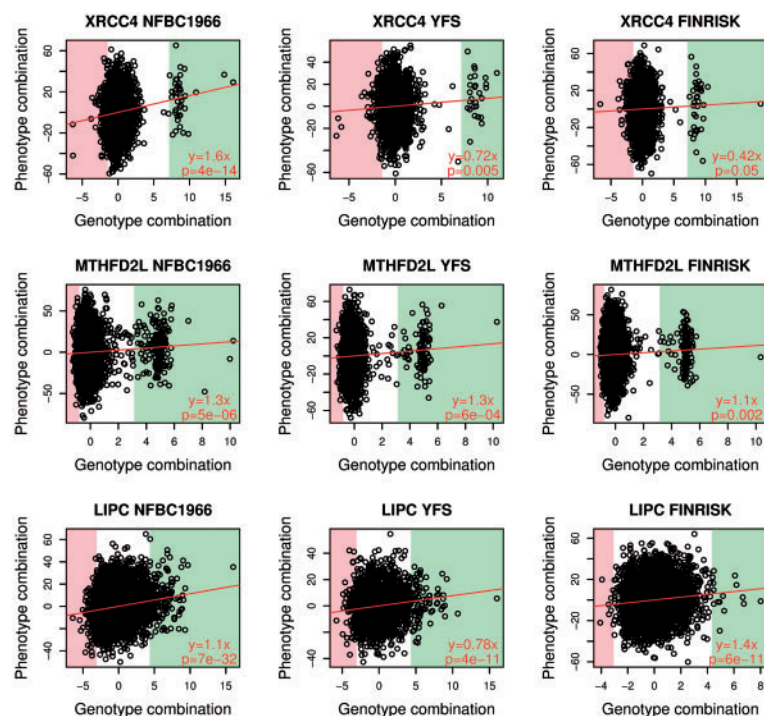 XRCC4 NFBC1966
Phenotype combination
60
20
-20
-60
-5 0 5 10 15
y=1.6x
p=4e-14
Genotype combination
XRCC4 YFS
Phenotype combination
40
20
0
-20
-60
-5 0 5 10
y=0.72x
p=0.005
Genotype combination
XRCC4 FINRISK
Phenotype combination
60
20
-20
-60
-5 0 5 10 15
y=0.42x
p=0.05
Genotype combination
MTHFD2L NFBC1966
Phenotype combination
50
0
-50
0 2 4 6 8 10
y=1.3x
p=5e-06
Genotype combination
MTHFD2L YFS
Phenotype combination
60
20
-20
-60
0 2 4 6 8 10
y=1.3x
p=6e-04
Genotype combination
MTHFD2L FINRISK
Phenotype combination
50
0
-50
0 2 4 6 8 10
y=1.1x
p=0.002
Genotype combination
LIPC NFBC1966
Phenotype combination
60
20
0
-40
-5 0 5 10 15
y=1.1x
p=7e-32
Genotype combination
LIPC YFS
Phenotype combination
40
20
0
-40
-5 0 5 10 15
y=0.78x
p=4e-11
Genotype combination
LIPC FINRISK
Phenotype combination
60
20
-20
-60
-4 -2 0 2 4 6 8
y=1.4x
p=6e-11
Genotype combination